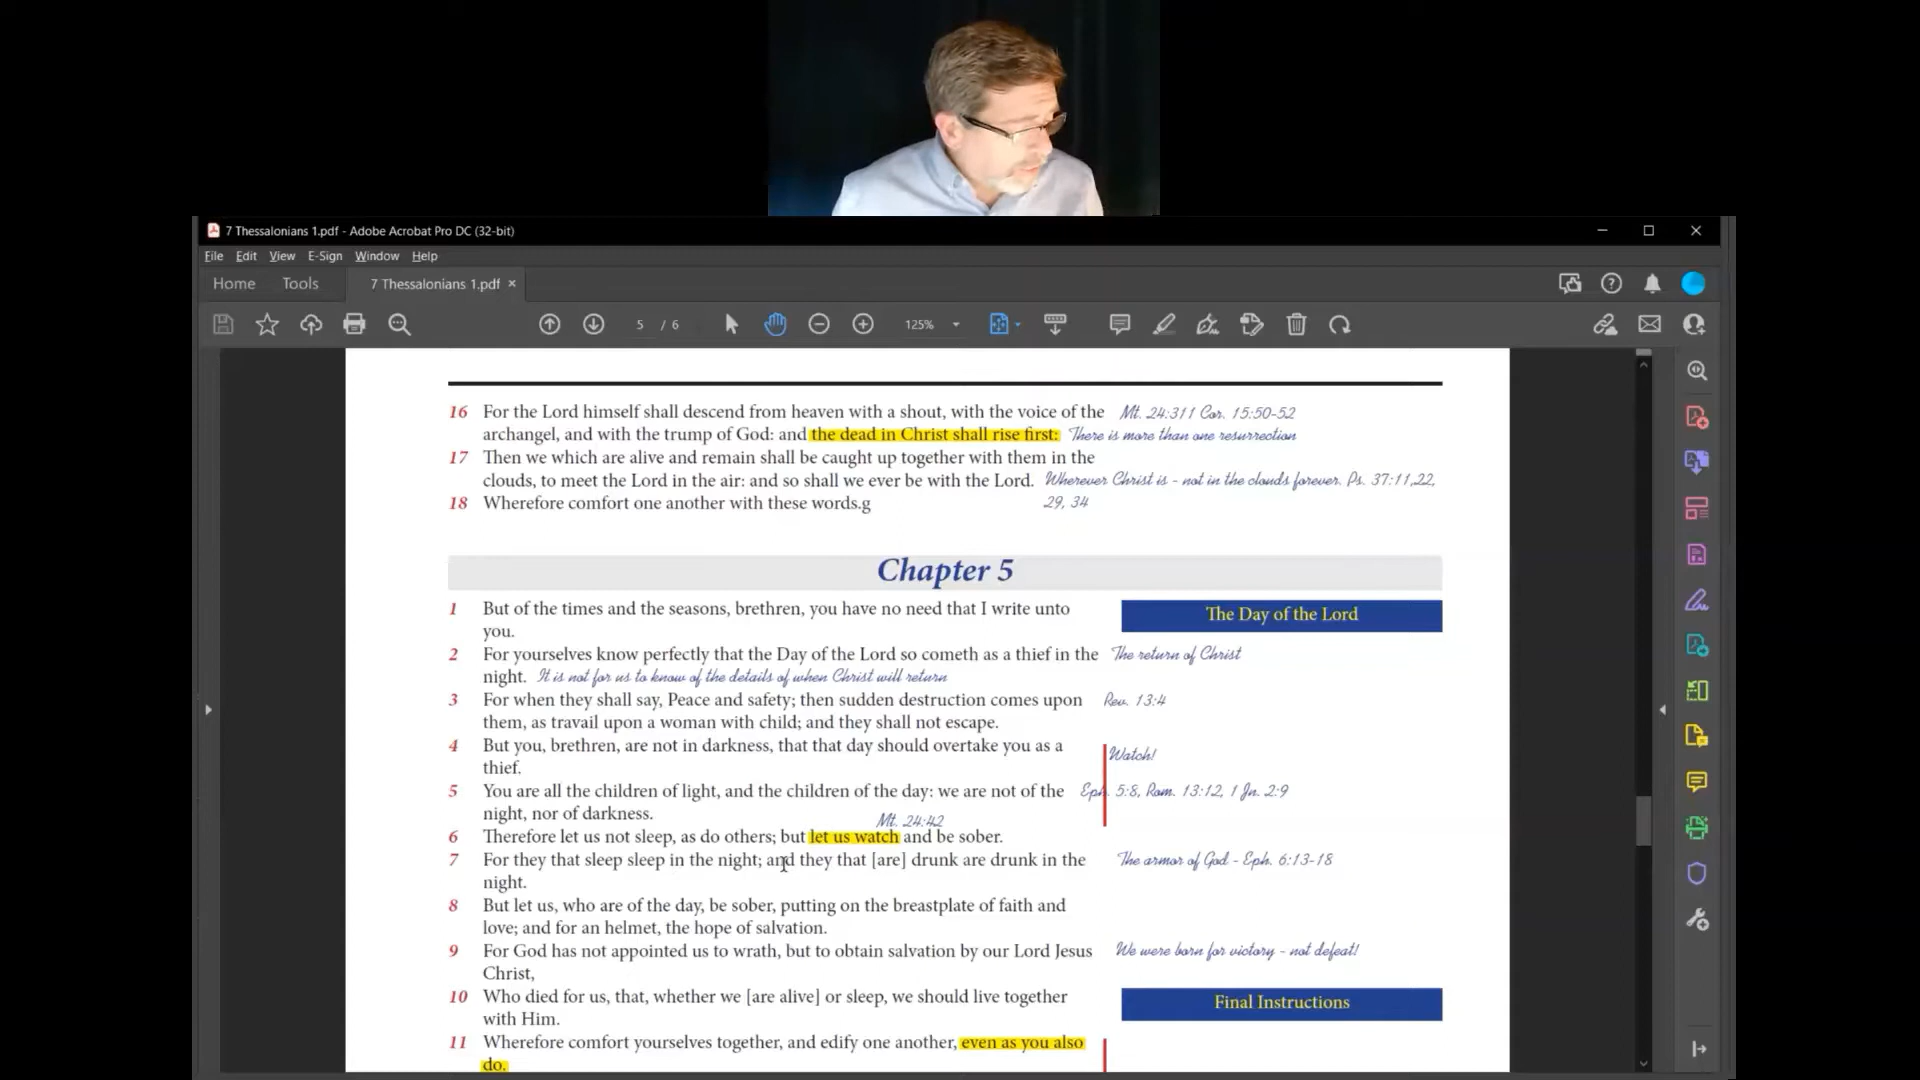 7 Thessalonians 1.pdf - Adobe Acrobat Pro DC (32-bit)
File Edit View E-Sign Window Help
Home Tools 7 Thessalonians 1.pdf ×
5 / 6 125%
16 For the Lord himself shall descend from heaven with a shout, with the voice of the Mt. 24:311 Cor. 15:50-52
archangel, and with the trump of God: and the dead in Christ shall rise first: There is more than one resurrection
17 Then we which are alive and remain shall be caught up together with them in the
clouds, to meet the Lord in the air: and so shall we ever be with the Lord. Wherever Christ is - not in the clouds forever. Ps. 37:11,22,
18 Wherefore comfort one another with these words.g 29, 34
Chapter 5
1 But of the times and the seasons, brethren, you have no need that I write unto The Day of the Lord
you.
2 For yourselves know perfectly that the Day of the Lord so cometh as a thief in the The return of Christ
night. It is not for us to know of the details of when Christ will return
3 For when they shall say, Peace and safety; then sudden destruction comes upon Rev. 13:4
them, as travail upon a woman with child; and they shall not escape.
4 But you, brethren, are not in darkness, that that day should overtake you as a Watch!
thief.
5 You are all the children of light, and the children of the day: we are not of the Eph. 5:8, Rom. 13:12, 1 Jn. 2:9
night, nor of darkness. Mt. 24:42
6 Therefore let us not sleep, as do others; but let us watch and be sober.
7 For they that sleep sleep in the night; and they that [are] drunk are drunk in the The armor of God - Eph. 6:13-18
night.
8 But let us, who are of the day, be sober, putting on the breastplate of faith and
love; and for an helmet, the hope of salvation.
9 For God has not appointed us to wrath, but to obtain salvation by our Lord Jesus We were born for victory - not defeat!
Christ,
10 Who died for us, that, whether we [are alive] or sleep, we should live together Final Instructions
with Him.
11 Wherefore comfort yourselves together, and edify one another, even as you also
do.